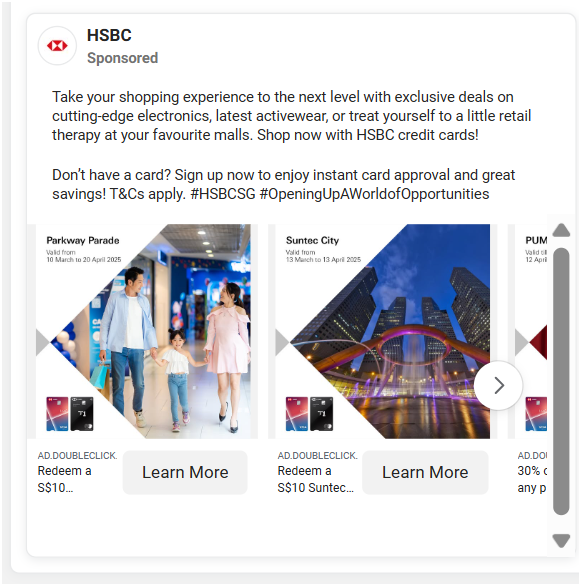 HSBC
Sponsored
Take your shopping experience to the next level with exclusive deals on
cutting-edge electronics, latest activewear, or treat yourself to a little retail
therapy at your favourite malls. Shop now with HSBC credit cards!
Don’t have a card? Sign up now to enjoy instant card approval and great
savings! T&Cs apply. #HSBCSG #OpeningUpAWorldofOpportunities
Parkway Parade
Valid from
10 March to 20 April 2025
Suntec City
Valid from
13 March to 13 April 2025
PUM
Valid till
12 April
AD.DOUBLECLICK.
Redeem a
S$10...
Learn More
AD.DOUBLECLICK.
Redeem a
S$10 Suntec...
Learn More
AD.DOU
30% o
any p